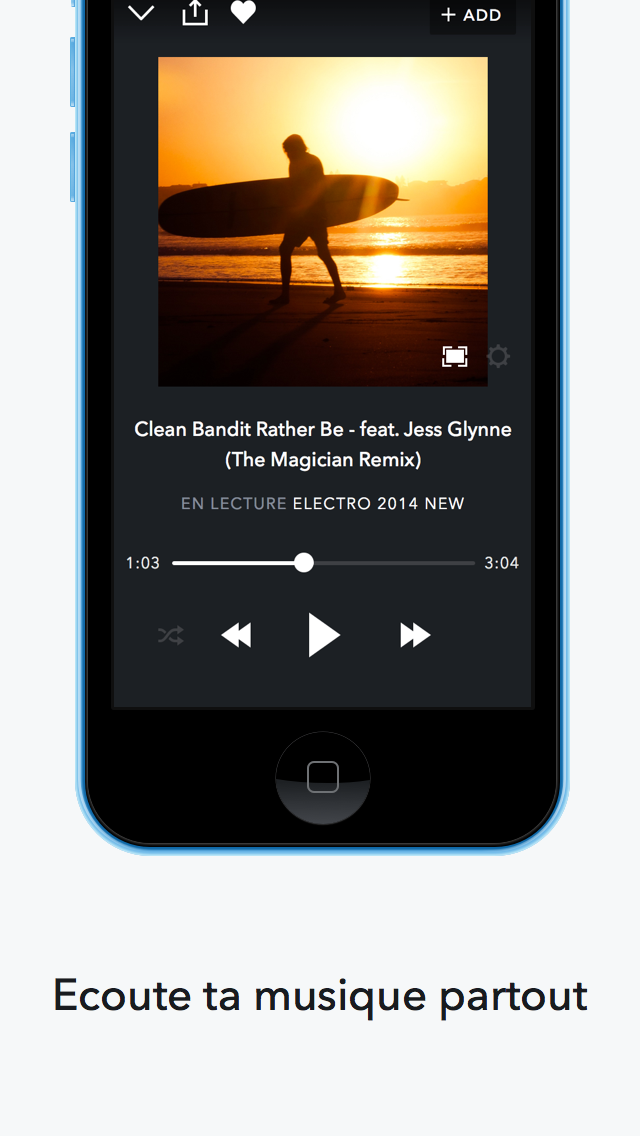 + ADD
Clean Bandit Rather Be - feat. Jess Glynne
(The Magician Remix)
EN LECTURE ELECTRO 2014 NEW
1:03 3:04
Ecoute ta musique partout